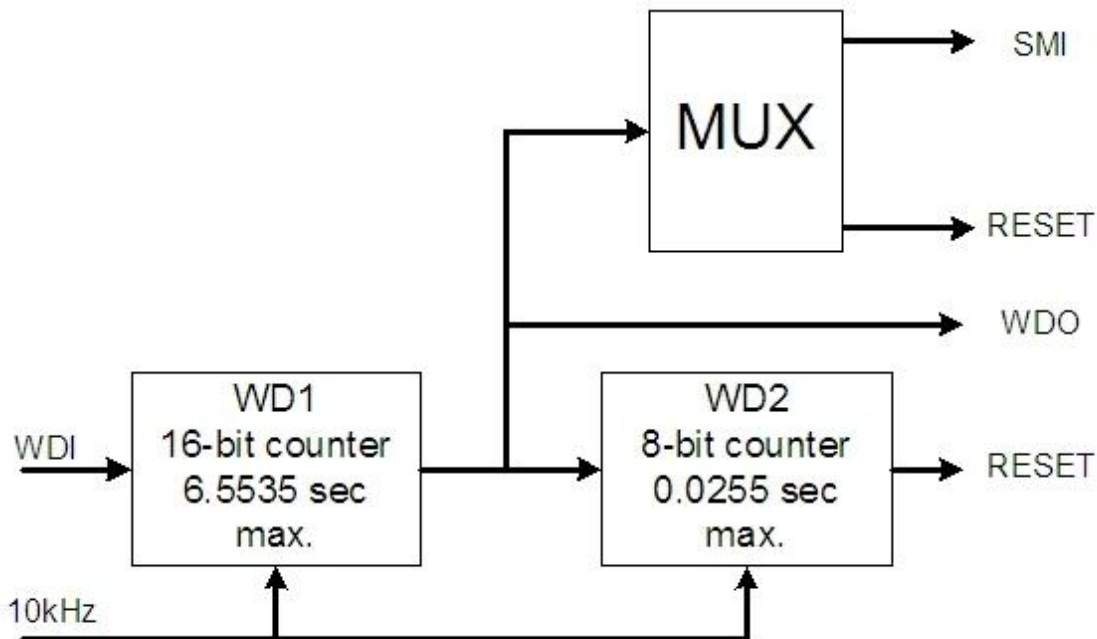 SMI
MUX
RESET
WDO
WD1
16-bit counter
6.5535 sec
max.
WD2
8-bit counter
0.0255 sec
max.
WDI
RESET
10kHz